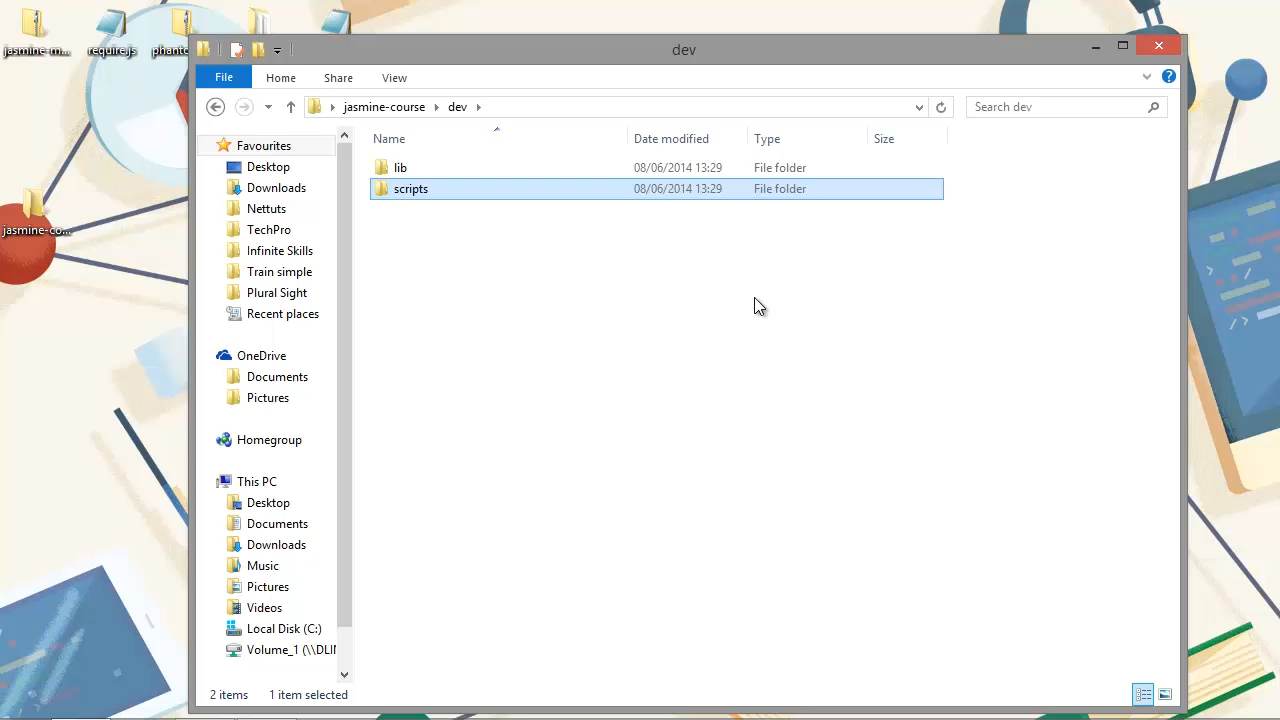 jasmine-m...
require.js
phanto
dev
File
Home
Share
View
jasmine-course
dev
Search dev
Name
Date modified
Type
Size
Favourites
Desktop
Downloads
Nettuts
TechPro
Infinite Skills
Train simple
Plural Sight
Recent places
OneDrive
Documents
Pictures
Homegroup
This PC
Desktop
Documents
Downloads
Music
Pictures
Videos
Local Disk (C:)
Volume_1 (\\DLIN
lib 08/06/2014 13:29 File folder
scripts 08/06/2014 13:29 File folder
jasmine-co...
2 items 1 item selected